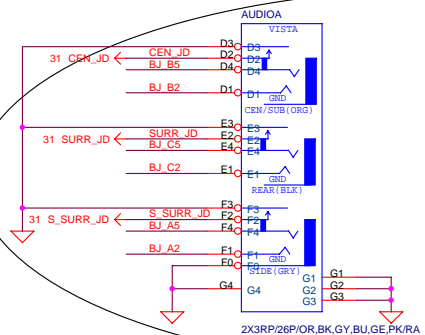 AUDIOA
VISTA
D3 D3
31 CEN_JD CEN_JD D2 D2
BJ_B5 D4 D4
BJ_B2 D1 D1
GND
CEN/SUB(ORG)
E3 E3
31 SURR_JD SURR_JD E2 E2
BJ_C5 E4 E4
BJ_C2 E1 E1
GND
REAR(BLK)
F3 F3
31 S_SURR_JD S_SURR_JD F2 F2
BJ_A5 F4 F4
BJ_A2 F1 F1
GND
F0 F0
SIDE(GRY)
G1 G1
G4 G4 G2 G2
G3 G3
2X3RP/26P/OR,BK,GY,BU,GE,PK/RA